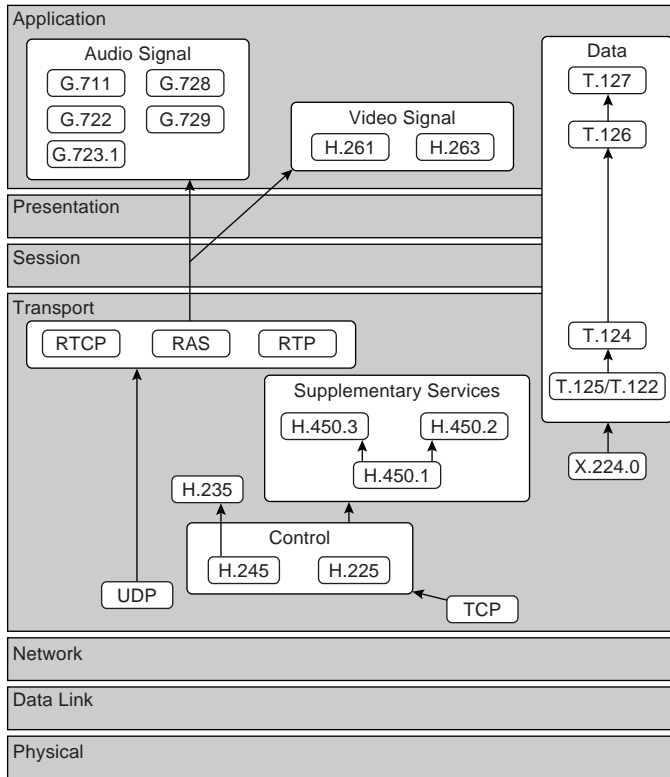 Application
Audio Signal
G.711 G.728
G.722 G.729
G.723.1
Video Signal
H.261 H.263
Data
T.127
T.126
Presentation
Session
Transport
RTCP RAS RTP
T.124
T.125/T.122
Supplementary Services
H.450.3 H.450.2
H.450.1
X.224.0
H.235
Control
H.245 H.225
UDP
TCP
Network
Data Link
Physical